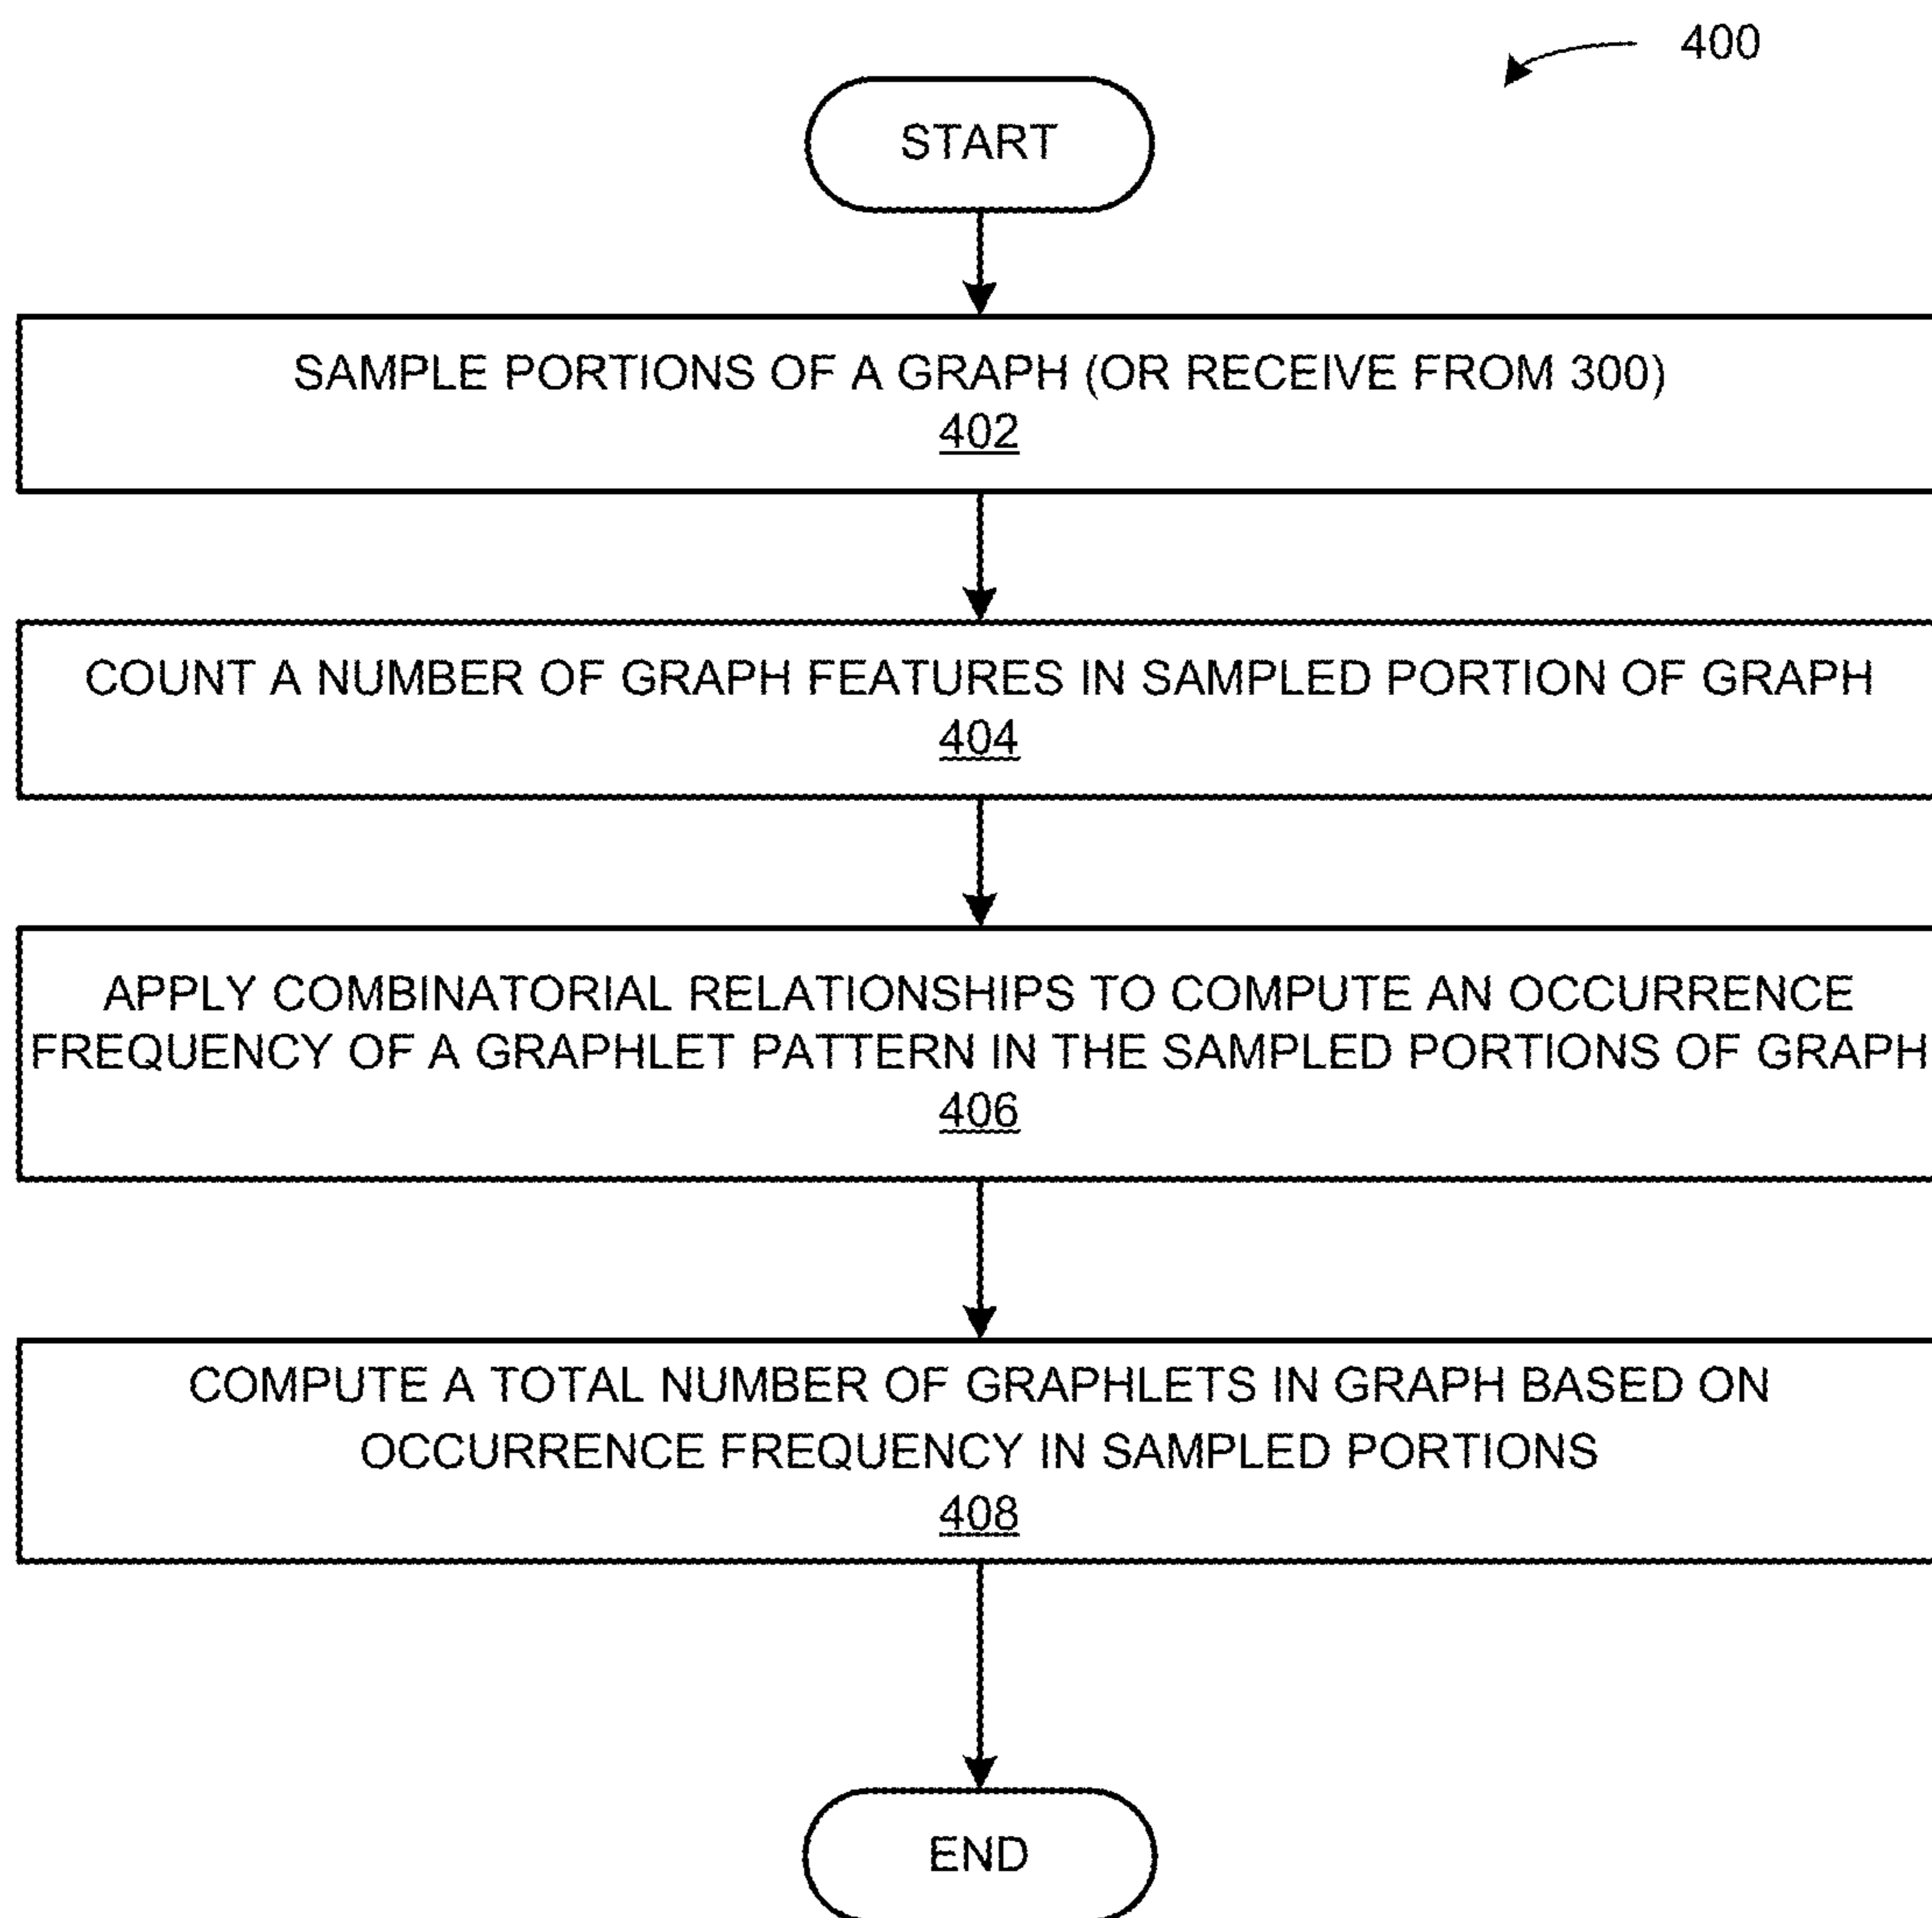 400
START
SAMPLE PORTIONS OF A GRAPH (OR RECEIVE FROM 300)
402
COUNT A NUMBER OF GRAPH FEATURES IN SAMPLED PORTION OF GRAPH
404
APPLY COMBINATORIAL RELATIONSHIPS TO COMPUTE AN OCCURRENCE
FREQUENCY OF A GRAPHLET PATTERN IN THE SAMPLED PORTIONS OF GRAPH
406
COMPUTE A TOTAL NUMBER OF GRAPHLETS IN GRAPH BASED ON
OCCURRENCE FREQUENCY IN SAMPLED PORTIONS
408
END